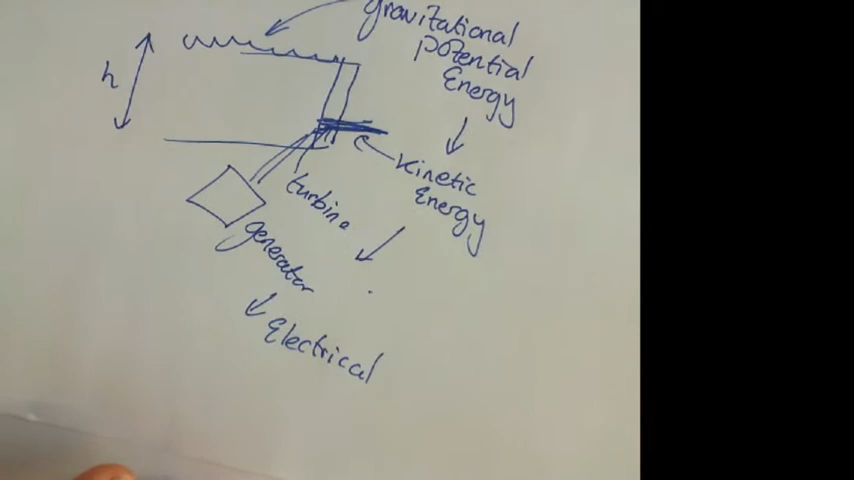 gravitational
potential
Energy
h
kinetic
Energy
turbine
generator
Electrical